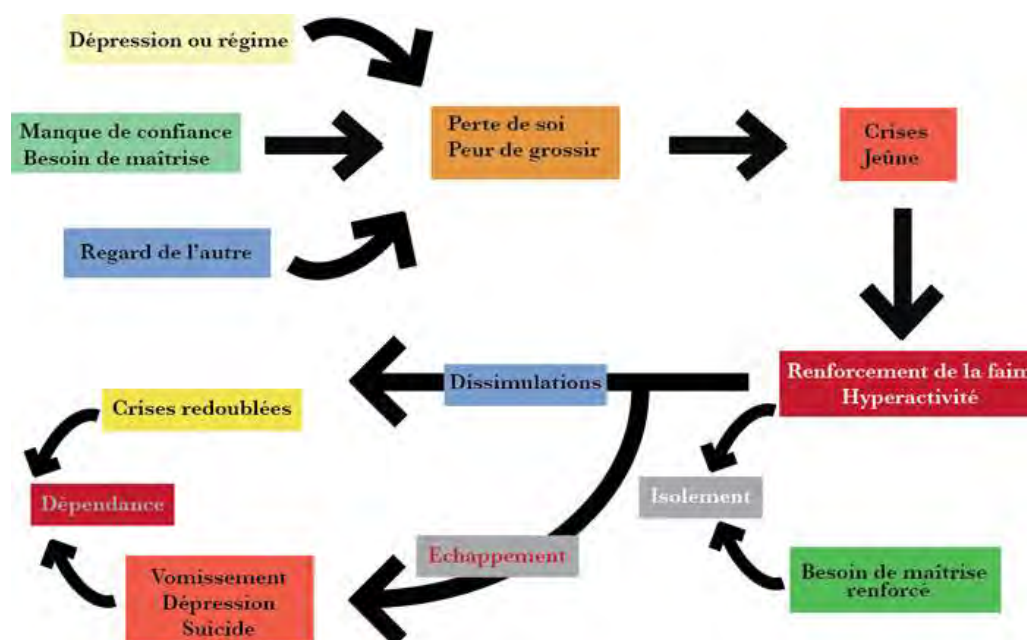 Dépression ou régime
Manque de confiance
Besoin de maîtrise
Regard de l'autre
Perte de soi
Peur de grossir
Crises
Jeûne
Renforcement de la faim
Hyperactivité
Dissimulations
Crises redoublées
Isolement
Dépendance
Echappement
Besoin de maîtrise
renforcé
Vomissement
Dépression
Suicide